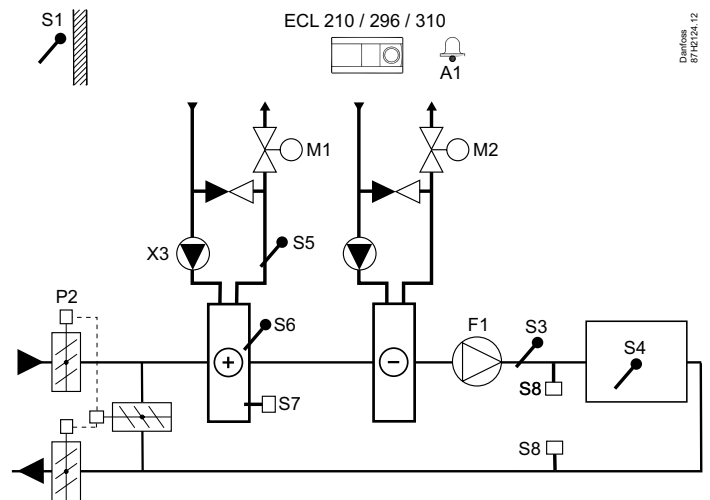 S1
ECL 210 / 296 / 310
A1
Danfoss
87H2124.12
M1
M2
X3
S5
P2
S6
F1
S3
S4
S7
S8
S8
+
−